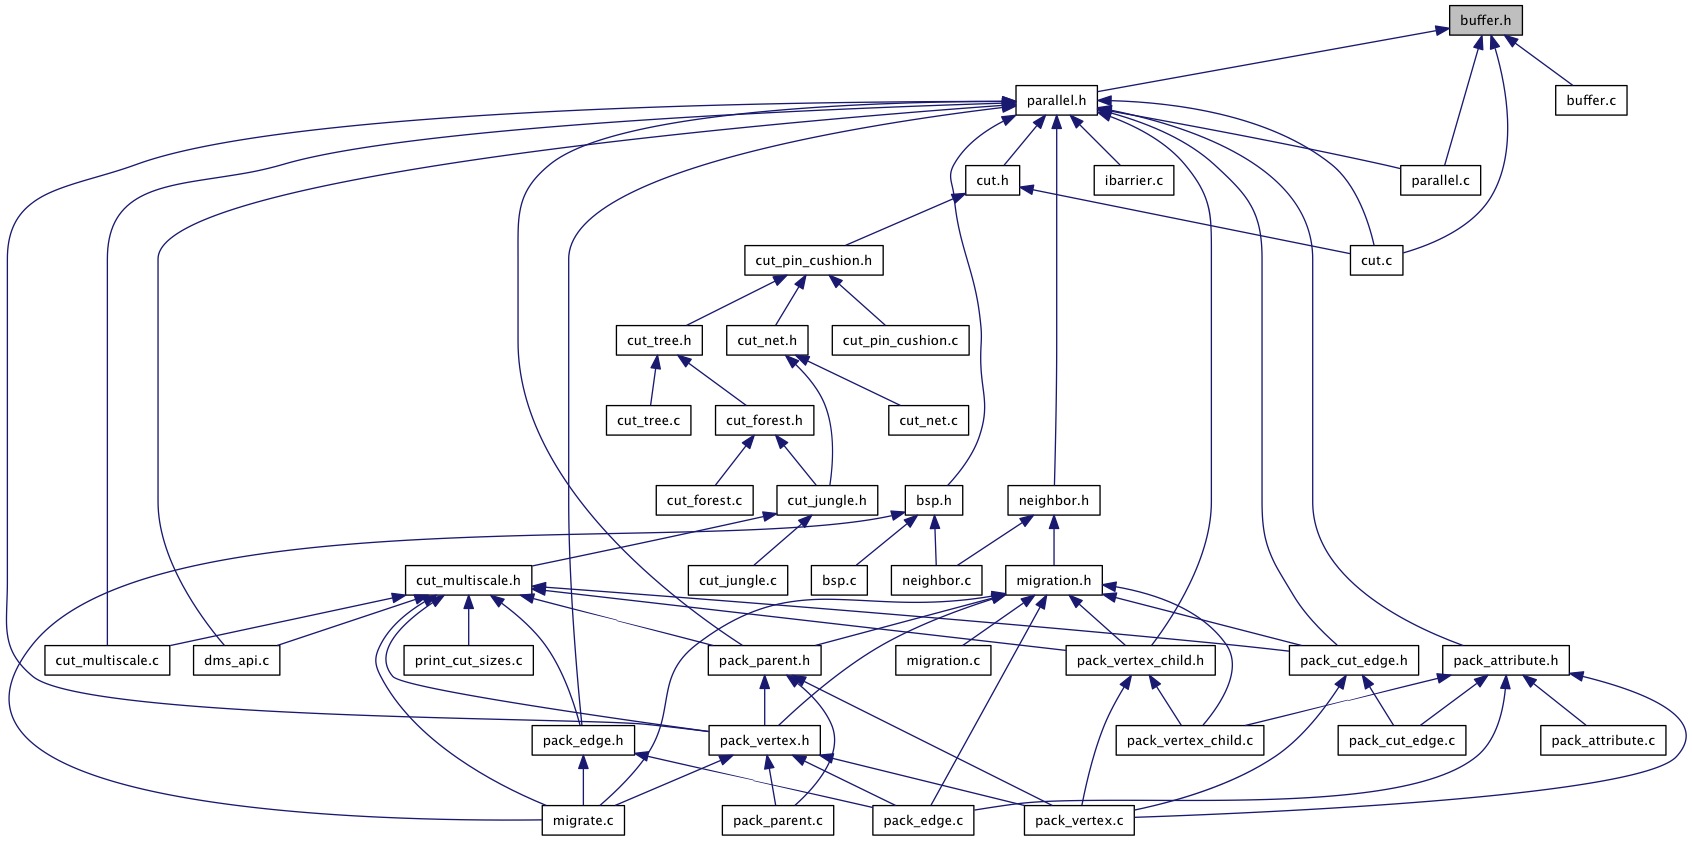 buffer.h
parallel.h
buffer.c
cut.h
ibarrier.c
parallel.c
cut_pin_cushion.h
cut.c
cut_tree.h
cut_net.h
cut_pin_cushion.c
cut_tree.c
cut_forest.h
cut_net.c
cut_forest.c
cut_jungle.h
bsp.h
neighbor.h
cut_multiscale.h
cut_jungle.c
bsp.c
neighbor.c
migration.h
cut_multiscale.c
dms_api.c
print_cut_sizes.c
pack_parent.h
migration.c
pack_vertex_child.h
pack_cut_edge.h
pack_attribute.h
pack_edge.h
pack_vertex.h
pack_vertex_child.c
pack_cut_edge.c
pack_attribute.c
migrate.c
pack_parent.c
pack_edge.c
pack_vertex.c